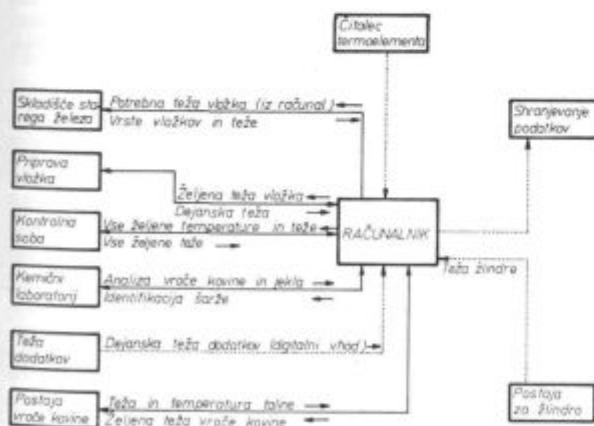 Čitalec
termoelementa
Skladišče sta-
rega železa
Potrebna teža vložka (iz računal.)
Vrste vložkov in teže
Shranjevanje
podatkov
Priprava
vložka
Željena teža vložka
Dejanska teža
Kontrolna
soba
Vse željene temperature in teže
Vse željene teže
RAČUNALNIK
Teža žlindre
Kemični
laboratorij
Analiza vroče kovine in jekla
Identifikacija šarže
Teža
dodatkov
Dejanska teža dodatkov (digitalni vhod)
Postaja
vroče kovine
Teža in temperatura taline
Željena teža vroče kovine
Postaja
za žlindro